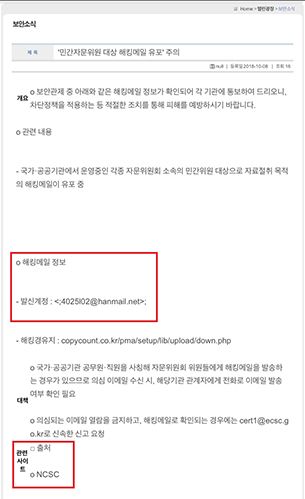 Home > 열린광장 > 보안소식
보안소식
제 목 '민간자문위원 대상 해킹메일 유포' 주의
null | 등록일 2018-10-08 | 조회 16
개요
o 보안관제 중 아래와 같은 해킹메일 정보가 확인되어 각 기관에 통보하여 드리오니,
차단정책을 적용하는 등 적절한 조치를 통해 피해를 예방하시기 바랍니다.
o 관련 내용
- 국가·공공기관에서 운영중인 각종 자문위원회 소속의 민간위원 대상으로 자료절취 목적
의 해킹메일이 유포 중
o 해킹메일 정보
- 발신계정 : <;4025l02@hanmail.net>;
- 해킹경유지 : copycount.co.kr/pma/setup/lib/upload/down.php
o 국가·공공기관 공무원·직원을 사칭해 자문위원회 위원들에게 해킹메일을 발송하
는 경우가 있으므로 의심 이메일 수신 시, 해당기관 관계자에게 전화로 이메일 발송
여부 확인 필요
대책
o 의심되는 이메일 열람을 금지하고, 해킹메일로 확인되는 경우에는 cert1@ecsc.g
o.kr로 신속한 신고 요청
관련
사이
트
□ 출처
o NCSC